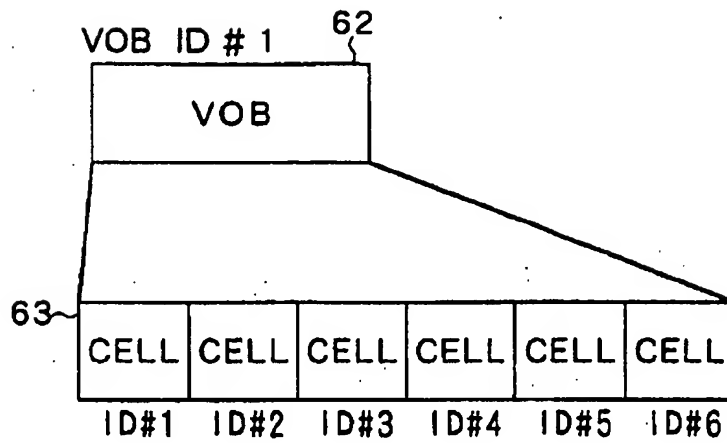 62
VOB ID # 1
VOB
63
CELL CELL CELL CELL CELL CELL
ID#1 ID#2 ID#3 ID#4 ID#5 ID#6